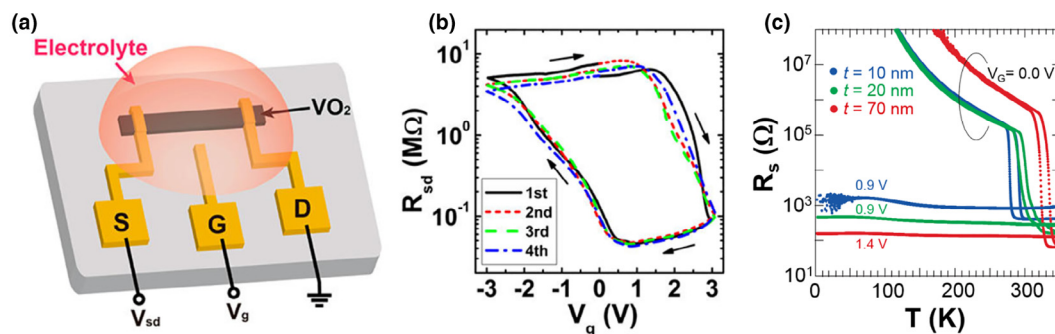 (a)
Electrolyte
VO₂
S
G
D
V_sd
V_g
(b)
R_sd (MΩ)
10¹
10⁰
10⁻¹
1st
2nd
3rd
4th
-3 -2 -1 0 1 2 3
V_g (V)
(c)
R_s (Ω)
10⁷
10⁵
10³
10¹
t = 10 nm
t = 20 nm
t = 70 nm
V_G= 0.0 V
0.9 V
0.9 V
1.4 V
0 100 200 300
T (K)